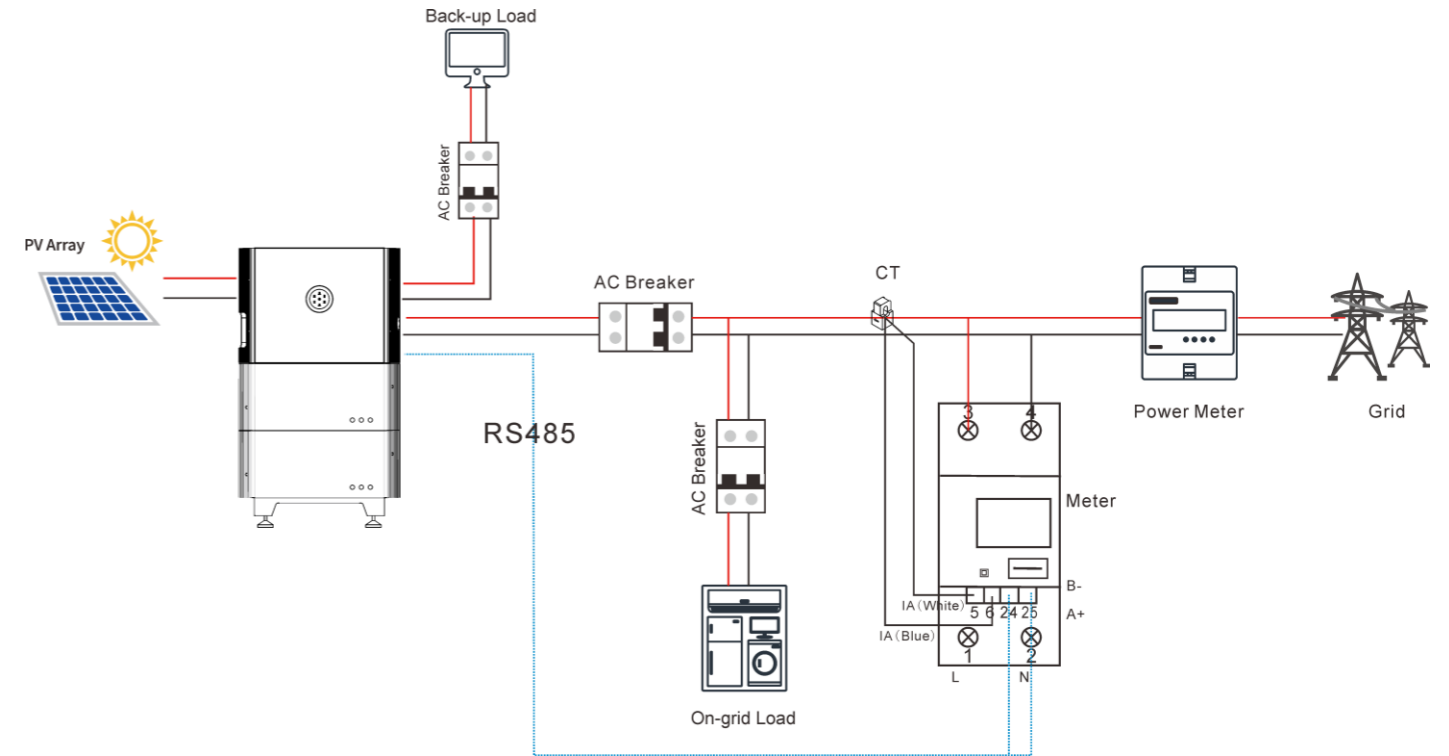 Back-up Load
AC Breaker
PV Array
AC Breaker
CT
RS485
Power Meter
Grid
AC Breaker
3 4
Meter
B-
IA(White) 5 6 24 25 A+
IA(Blue)
1 2
L N
On-grid Load